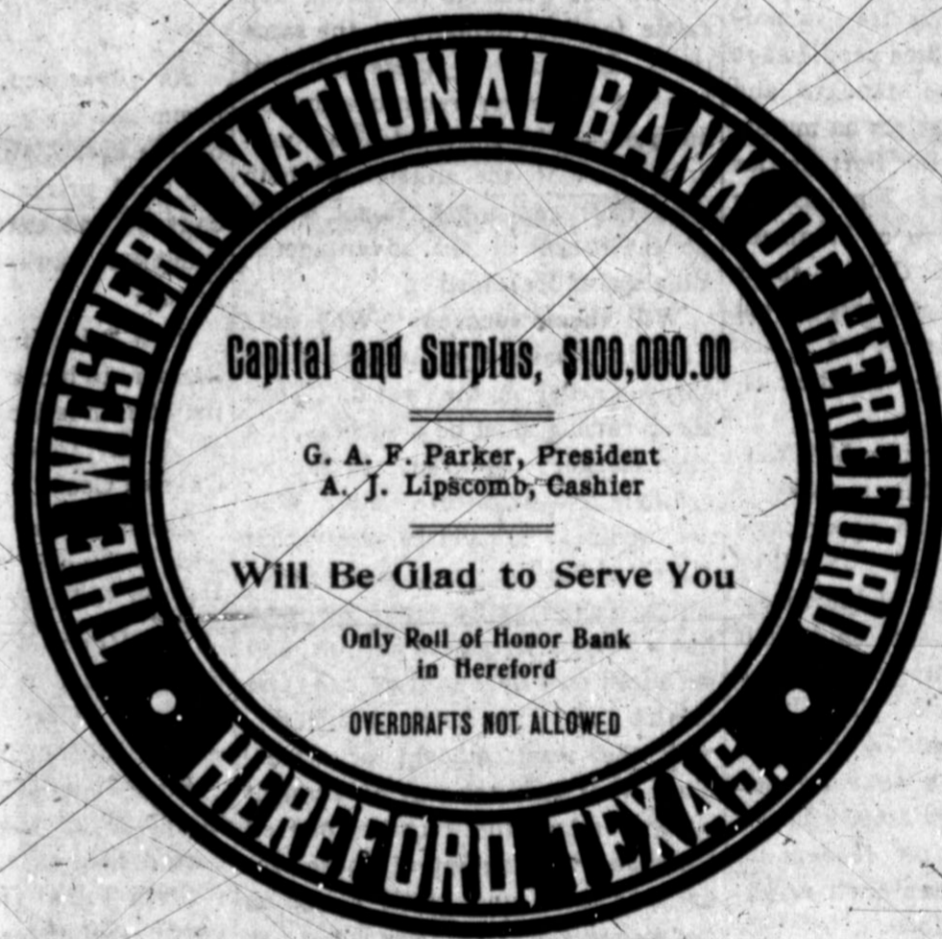 THE WESTERN NATIONAL BANK OF HEREFORD
Capital and Surplus, $100,000.00
G. A. F. Parker, President
A. J. Lipscomb, Cashier
Will Be Glad to Serve You
Only Roll of Honor Bank
in Hereford
OVERDRAFTS NOT ALLOWED
HEREFORD, TEXAS.